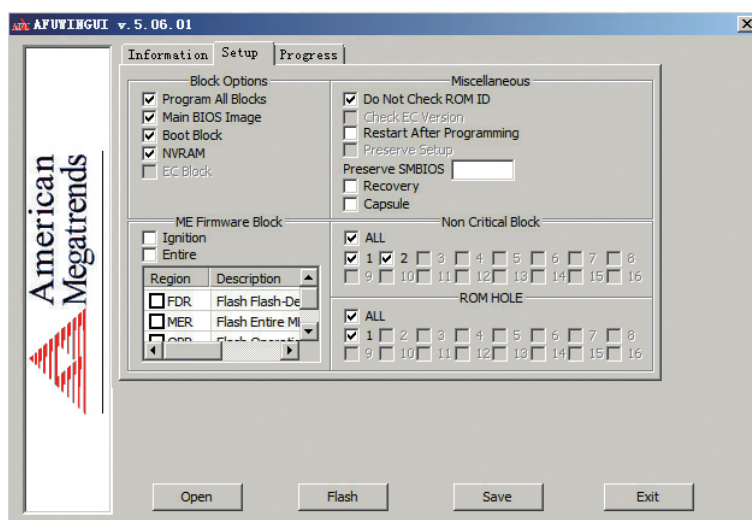 AFUWINGUI v.5.06.01
American
Megatrends
Information Setup Progress
Block Options
Program All Blocks
Main BIOS Image
Boot Block
NVRAM
EC Block
Miscellaneous
Do Not Check ROM ID
Check EC Version
Restart After Programming
Preserve Setup
Preserve SMBIOS
Recovery
Capsule
ME Firmware Block
Ignition
Entire
Region Description
FDR Flash Flash-De
MER Flash Entire
Non Critical Block
ALL
1 2 3 4 5 6 7 8
9 10 11 12 13 14 15 16
ROM HOLE
ALL
1 2 3 4 5 6 7 8
9 10 11 12 13 14 15 16
Open Flash Save Exit